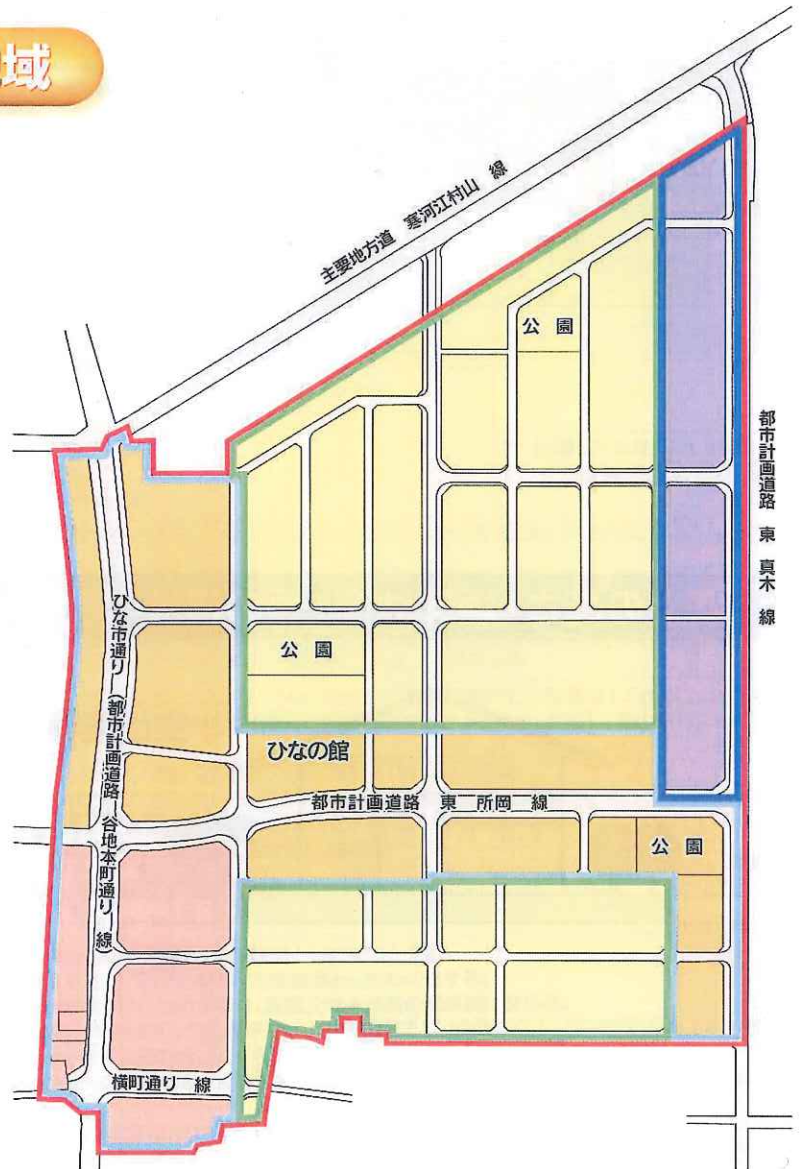 域
主要地方道 寒河江村山 線
公 園
都市計画道路 東 真木 線
ひな市通り(都市計画道路 谷地本町通り 線)
公 園
ひなの館
都市計画道路 東 所岡 線
公 園
横町通り 線